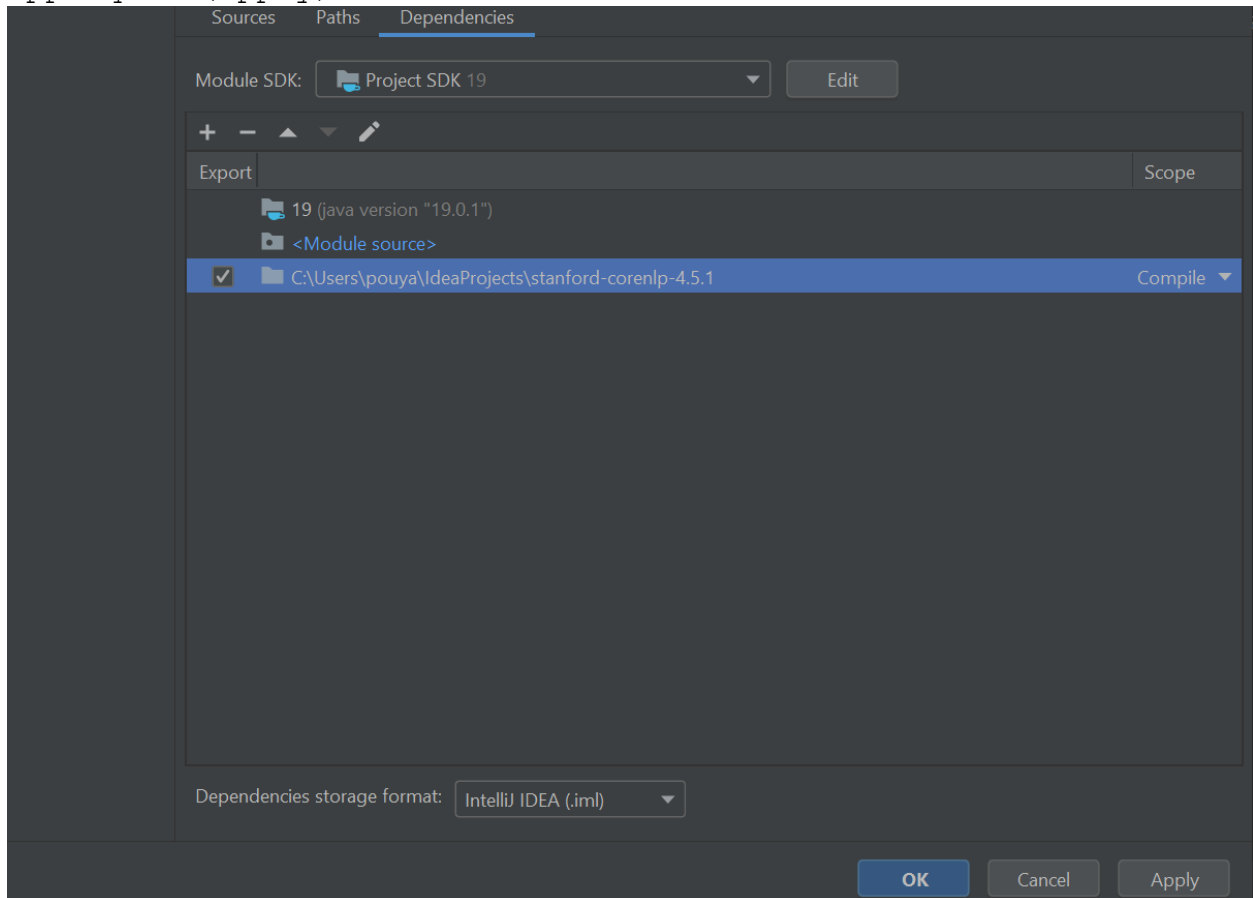 Sources Paths Dependencies
Module SDK: Project SDK 19 Edit
Export Scope
19 (java version "19.0.1")
<Module source>
C:\Users\pouya\IdeaProjects\stanford-corenlp-4.5.1 Compile
Dependencies storage format: IntelliJ IDEA (.iml)
OK Cancel Apply